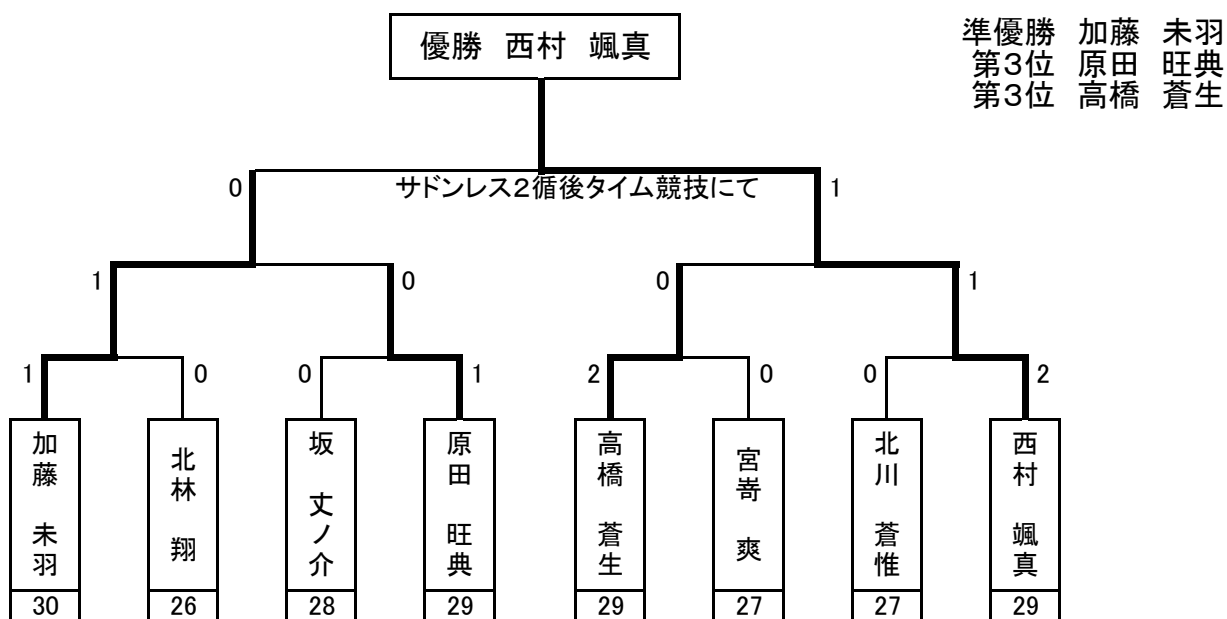 優勝 西村 颯真
準優勝 加藤 未羽
第3位 原田 旺典
第3位 高橋 蒼生
0
サドンレス2循後タイム競技にて
1
1
0
0
1
1
0
0
1
2
0
0
2
加藤 未羽
北林 翔
坂 丈ノ介
原田 旺典
高橋 蒼生
宮嵜 爽
北川 蒼惟
西村 颯真
30
26
28
29
29
27
27
29